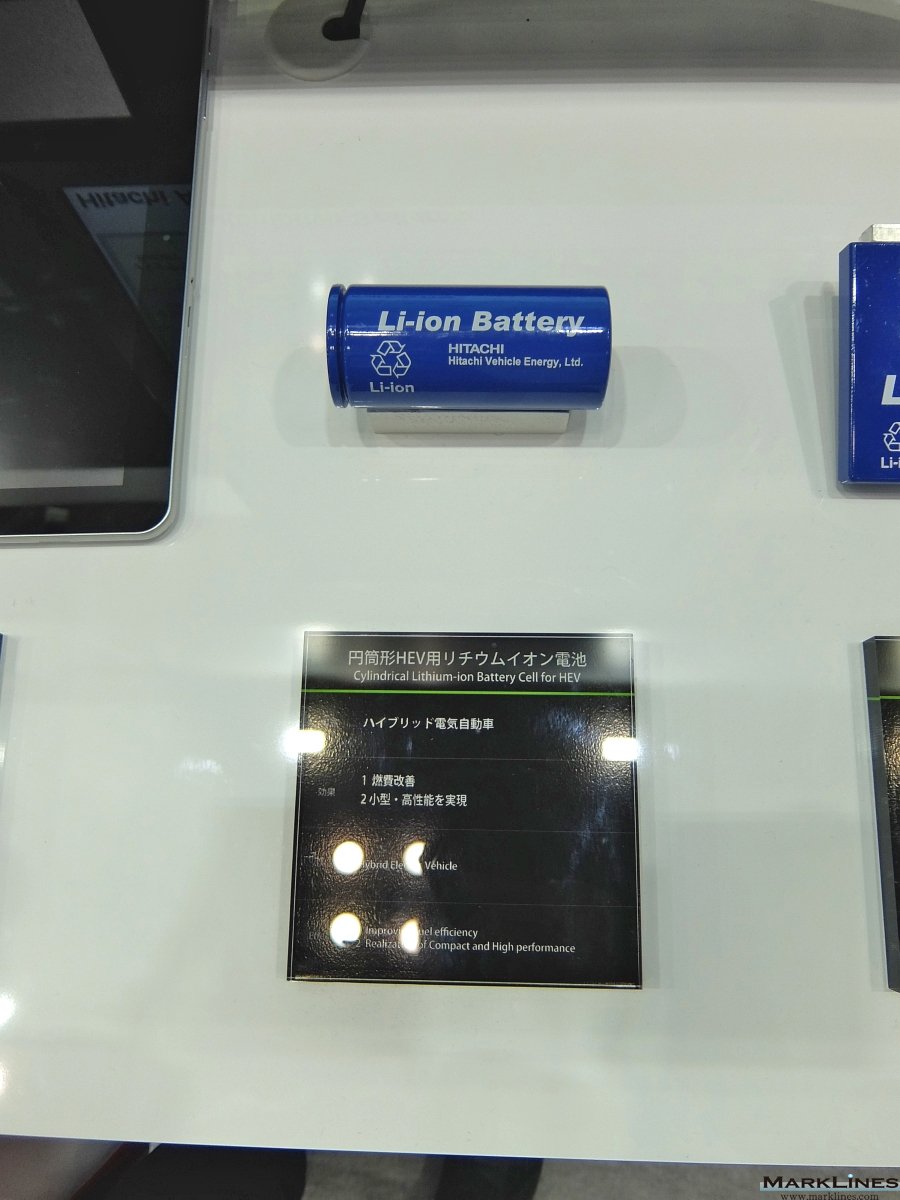 Hitachi
Li-ion Battery
HITACHI
Hitachi Vehicle Energy, Ltd.
Li-ion
円筒形HEV用リチウムイオン電池
Cylindrical Lithium-ion Battery Cell for HEV
ハイブリッド電気自動車
効果
1 燃費改善
2 小型・高性能を実現
Vehicle
efficiency
2 of Compact and High performance
MARKLINES
www.marklines.com